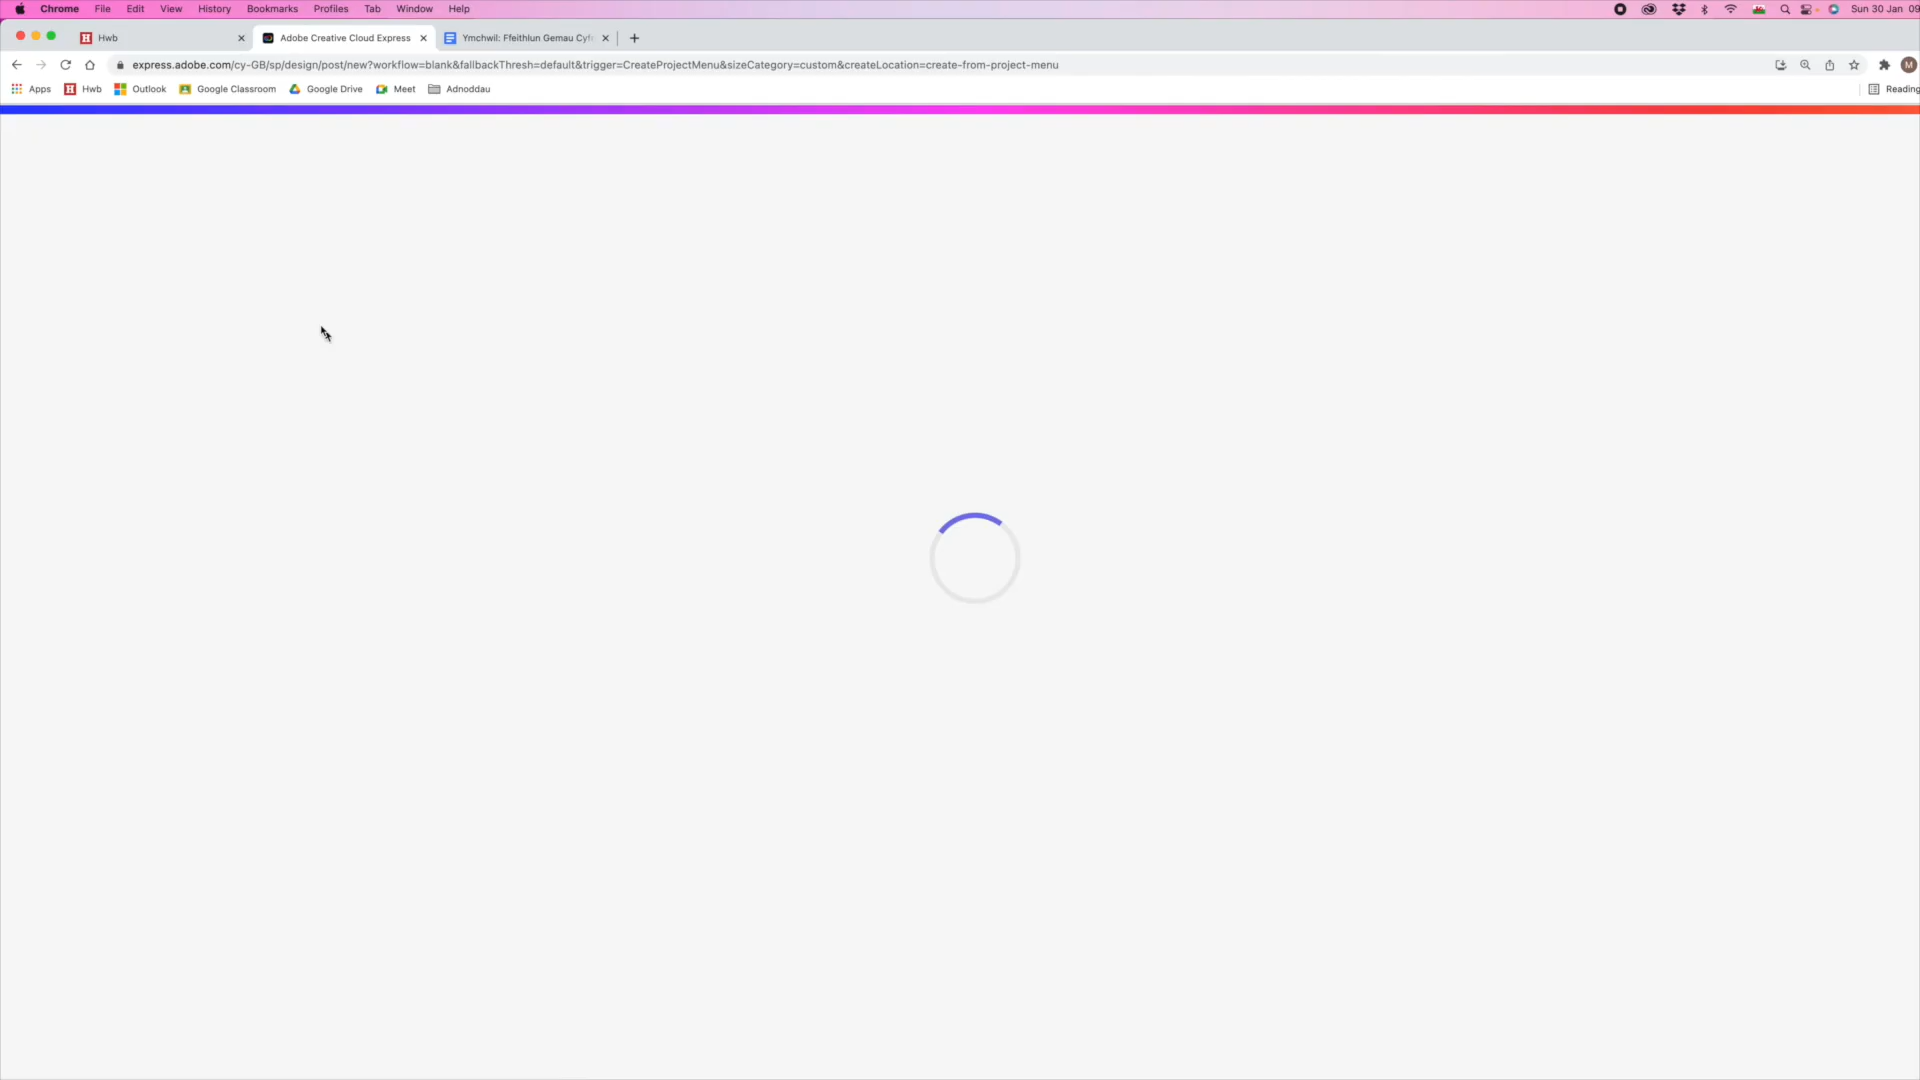 Chrome File Edit View History Bookmarks Profiles Tab Window Help Sun 30 Jan 09
Hwb Adobe Creative Cloud Express Ymchwil: Ffeithlun Gemau Cyf
express.adobe.com/cy-GB/sp/design/post/new?workflow=blank&fallbackThresh=default&trigger=CreateProjectMenu&sizeCategory=custom&createLocation=create-from-project-menu M
Apps Hwb Outlook Google Classroom Google Drive Meet Adnoddau Reading